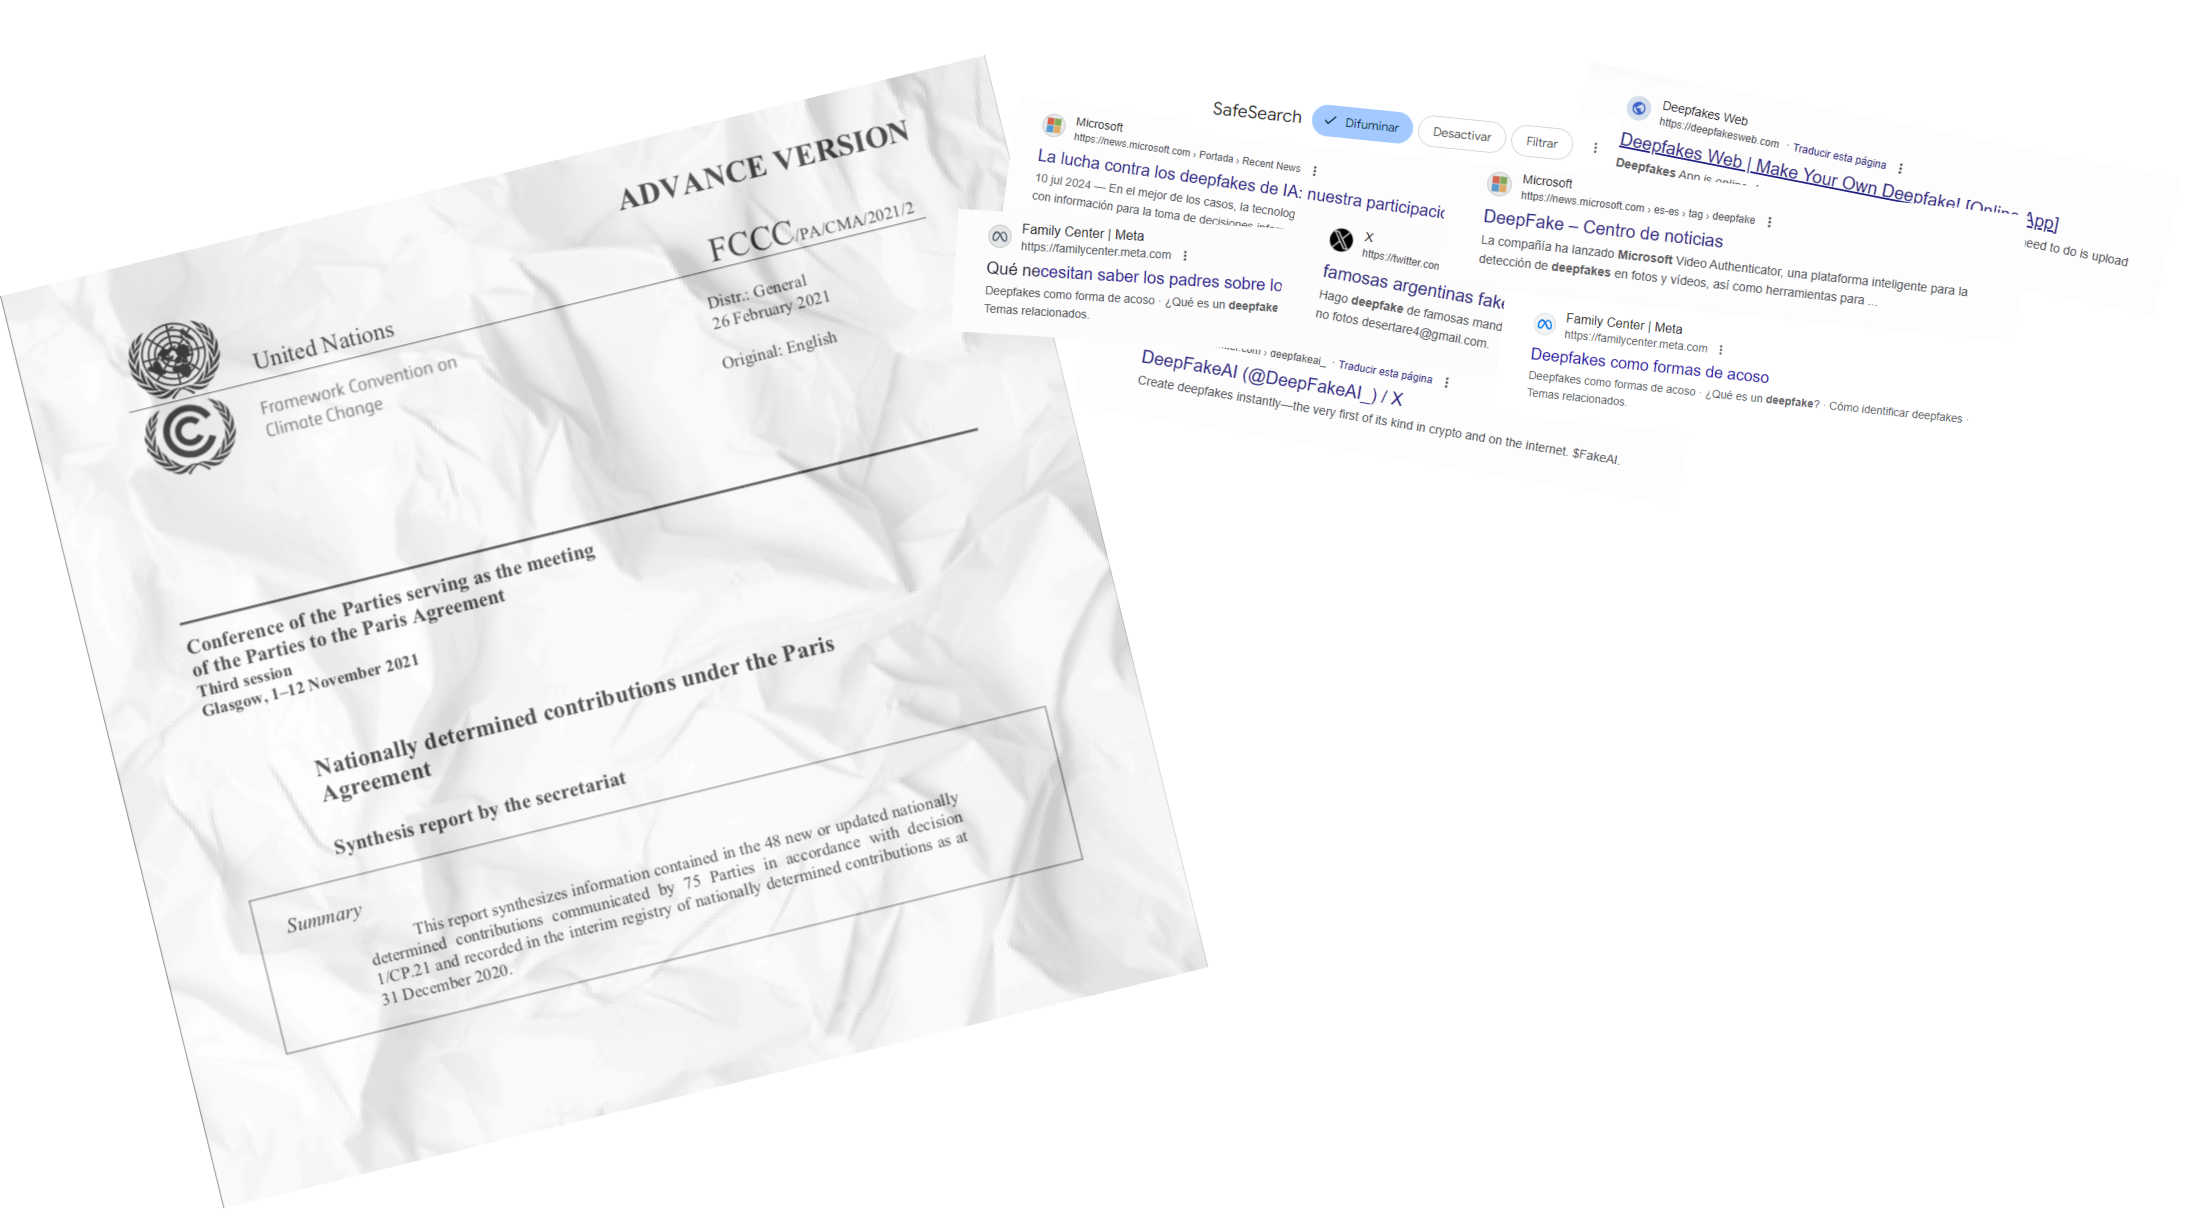 ADVANCE VERSION
FCCC/PA/CMA/2021/2
Distr.: General
26 February 2021
Original: English
United Nations
Framework Convention on
Climate Change
Conference of the Parties serving as the meeting
of the Parties to the Paris Agreement
Third session
Glasgow, 1–12 November 2021
Nationally determined contributions under the Paris
Agreement
Synthesis report by the secretariat
Summary
This report synthesizes information contained in the 48 new or updated nationally
determined contributions communicated by 75 Parties in accordance with decision
1/CP.21 and recorded in the interim registry of nationally determined contributions as at
31 December 2020.
SafeSearch Difuminar Desactivar Filtrar
Microsoft
https://news.microsoft.com › Portada › Recent News
La lucha contra los deepfakes de IA: nuestra participació
10 jul 2024 — En el mejor de los casos, la tecnolog
con información para la toma de decisiones
Family Center | Meta
https://familycenter.meta.com
Qué necesitan saber los padres sobre lo
Deepfakes como forma de acoso · ¿Qué es un deepfake
Temas relacionados.
X
https://twitter.con
famosas argentinas fake
Hago deepfake de famosas mand
no fotos desertare4@gmail.com.
› deepfakeai_ · Traducir esta página
DeepFakeAI (@DeepFakeAI_) / X
Create deepfakes instantly—the very first of its kind in crypto and on the internet. $FakeAI.
Deepfakes Web
https://deepfakesweb.com · Traducir esta página
Deepfakes Web | Make Your Own Deepfake! [Online App]
Deepfakes App is online
need to do is upload
Microsoft
https://news.microsoft.com › es-es › tag › deepfake
DeepFake – Centro de noticias
La compañía ha lanzado Microsoft Video Authenticator, una plataforma inteligente para la
detección de deepfakes en fotos y vídeos, así como herramientas para ...
Family Center | Meta
https://familycenter.meta.com
Deepfakes como formas de acoso
Deepfakes como formas de acoso · ¿Qué es un deepfake? · Cómo identificar deepfakes ·
Temas relacionados.